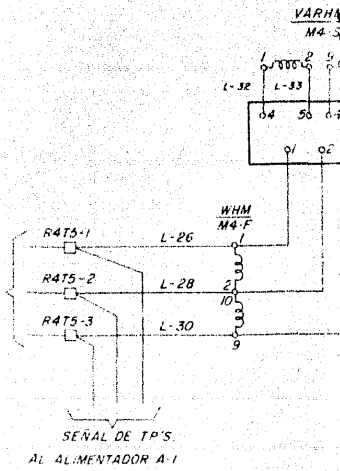 VARHM
M4-S
1 2 9
L-32 L-33
4 5
1 2
WHM
M4-F
R4T5-1 L-26 1
R4T5-2 L-28 2
10
R4T5-3 L-30
9
SEÑAL DE TP'S.
AL ALIMENTADOR A-1